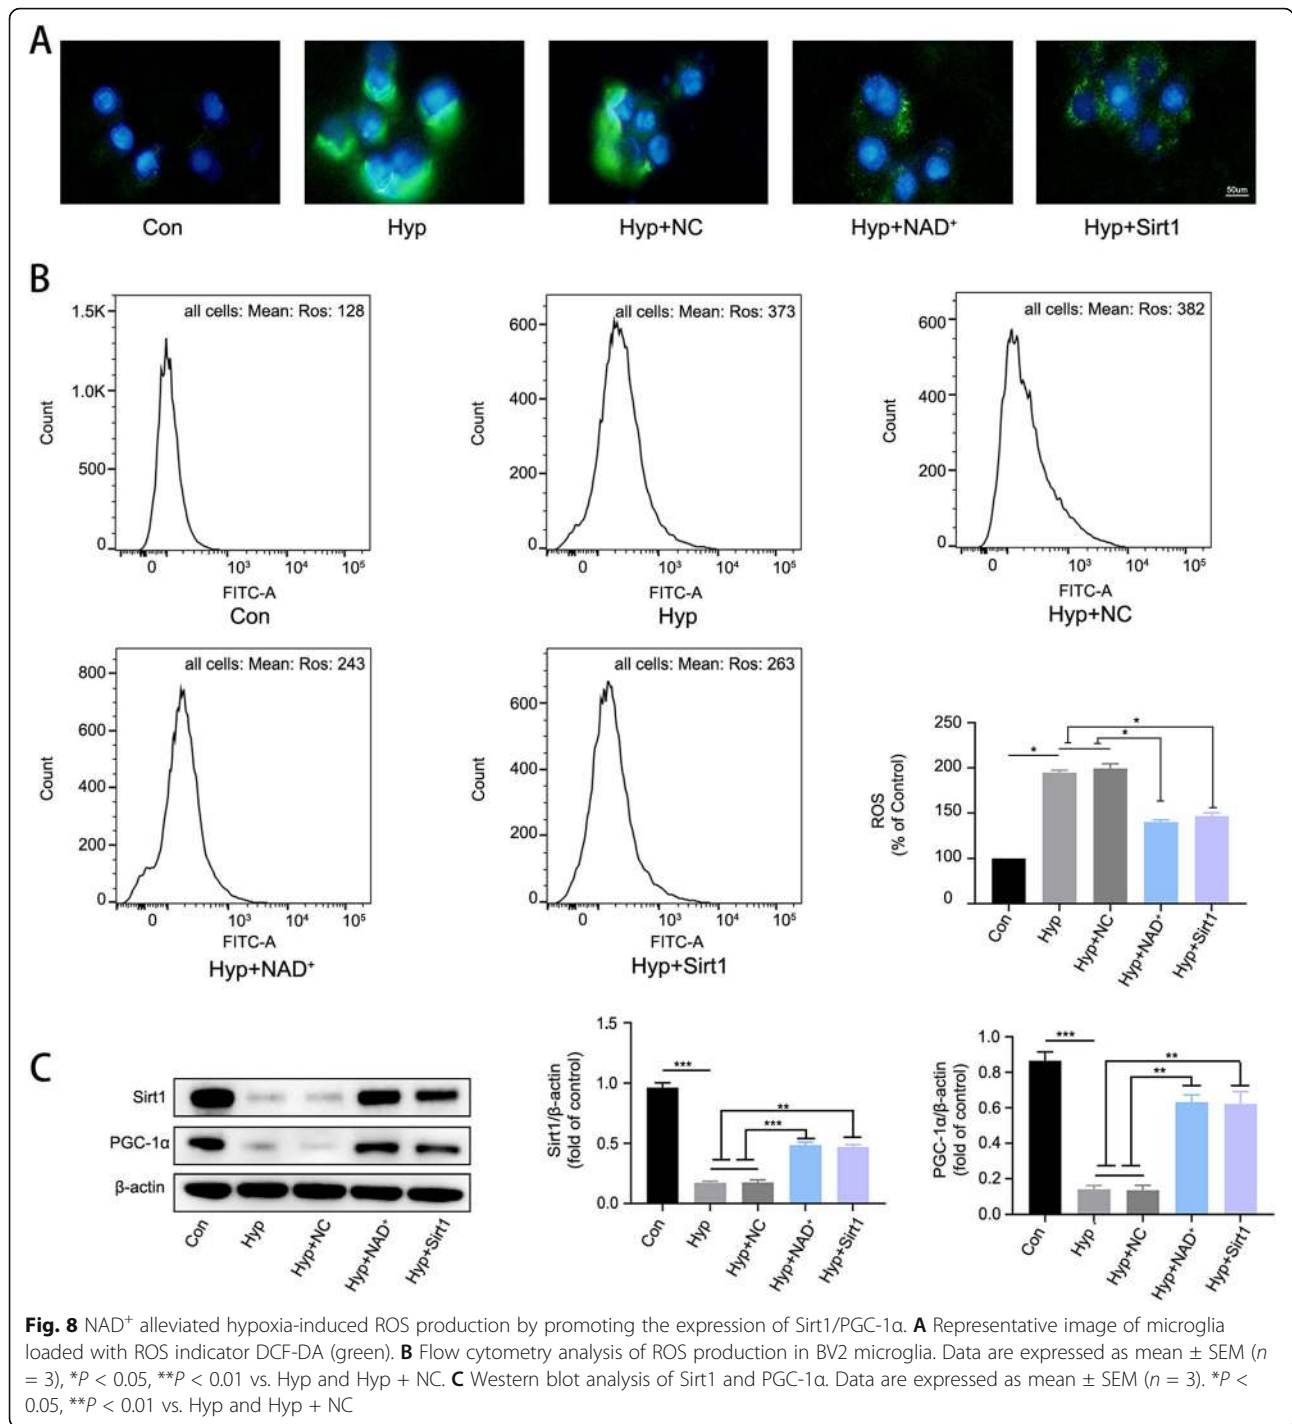 A
50um
Con
Hyp
Hyp+NC
Hyp+NAD⁺
Hyp+Sirt1
B
all cells: Mean: Ros: 128
1.5K
1.0K
500
0
Count
0 10³ 10⁴ 10⁵
FITC-A
Con
all cells: Mean: Ros: 373
600
400
200
0
Count
0 10³ 10⁴ 10⁵
FITC-A
Hyp
all cells: Mean: Ros: 382
600
400
200
0
Count
0 10³ 10⁴ 10⁵
FITC-A
Hyp+NC
all cells: Mean: Ros: 243
800
600
400
200
0
Count
0 10³ 10⁴ 10⁵
FITC-A
Hyp+NAD⁺
all cells: Mean: Ros: 263
600
400
200
0
Count
0 10³ 10⁴ 10⁵
FITC-A
Hyp+Sirt1
250
200
150
100
0
ROS
(% of Control)
*
*
*
Con
Hyp
Hyp+NC
Hyp+NAD⁺
Hyp+Sirt1
C
Sirt1
PGC-1α
β-actin
Con
Hyp
Hyp+NC
Hyp+NAD⁺
Hyp+Sirt1
1.5
1.0
0.5
0.0
Sirt1/β-actin
(fold of control)
***
**
***
Con
Hyp
Hyp+NC
Hyp+NAD⁺
Hyp+Sirt1
1.0
0.8
0.6
0.4
0.2
0.0
PGC-1α/β-actin
(fold of control)
***
**
**
Con
Hyp
Hyp+NC
Hyp+NAD⁺
Hyp+Sirt1
Fig. 8 NAD⁺ alleviated hypoxia-induced ROS production by promoting the expression of Sirt1/PGC-1α. A Representative image of microglia
loaded with ROS indicator DCF-DA (green). B Flow cytometry analysis of ROS production in BV2 microglia. Data are expressed as mean ± SEM (n
= 3), *P < 0.05, **P < 0.01 vs. Hyp and Hyp + NC. C Western blot analysis of Sirt1 and PGC-1α. Data are expressed as mean ± SEM (n = 3). *P <
0.05, **P < 0.01 vs. Hyp and Hyp + NC